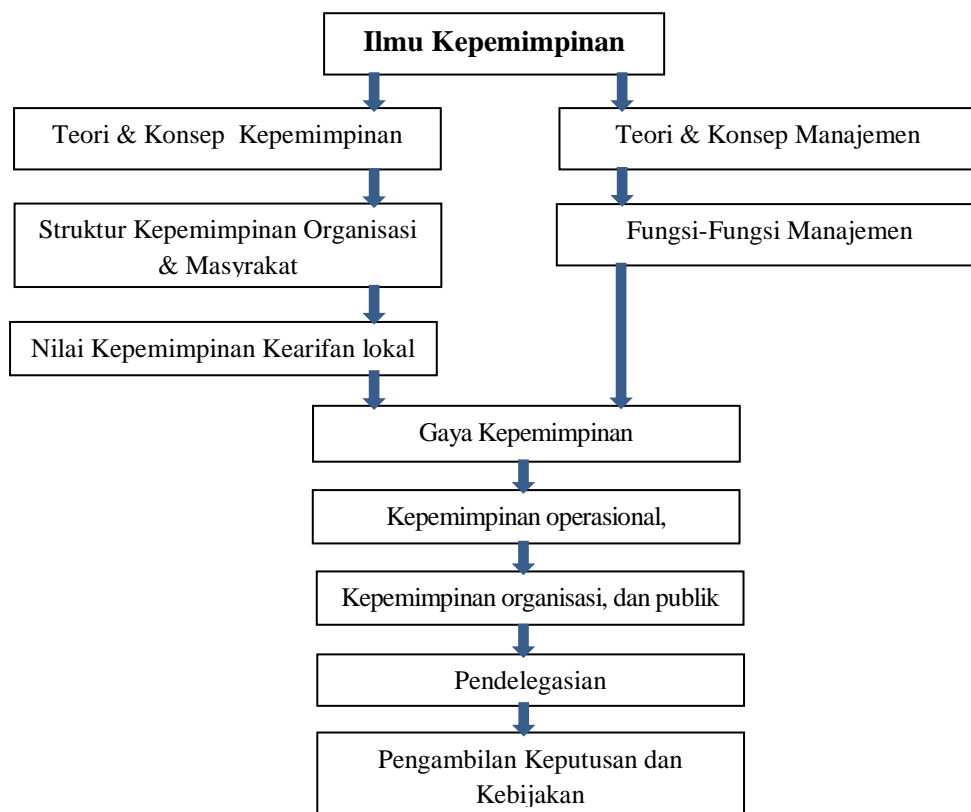 Ilmu Kepemimpinan
Teori & Konsep  Kepemimpinan
Teori & Konsep Manajemen
Struktur Kepemimpinan Organisasi
& Masyrakat
Fungsi-Fungsi Manajemen
Nilai Kepemimpinan Kearifan lokal
Gaya Kepemimpinan
Kepemimpinan operasional,
Kepemimpinan organisasi, dan publik
Pendelegasian
Pengambilan Keputusan dan
Kebijakan